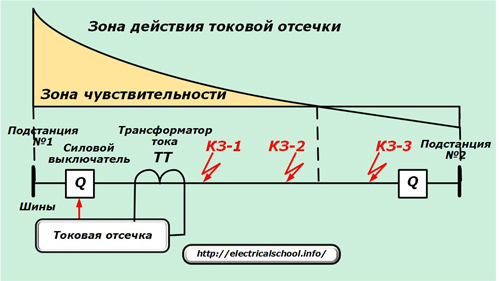 Зона действия токовой отсечки
Зона чувствительности
Подстанция
№1
Силовой
выключатель
Трансформатор
тока
ТТ
КЗ-1
КЗ-2
КЗ-3
Подстанция
№2
Q
Q
Шины
Токовая отсечка
http://electricalschool.info/